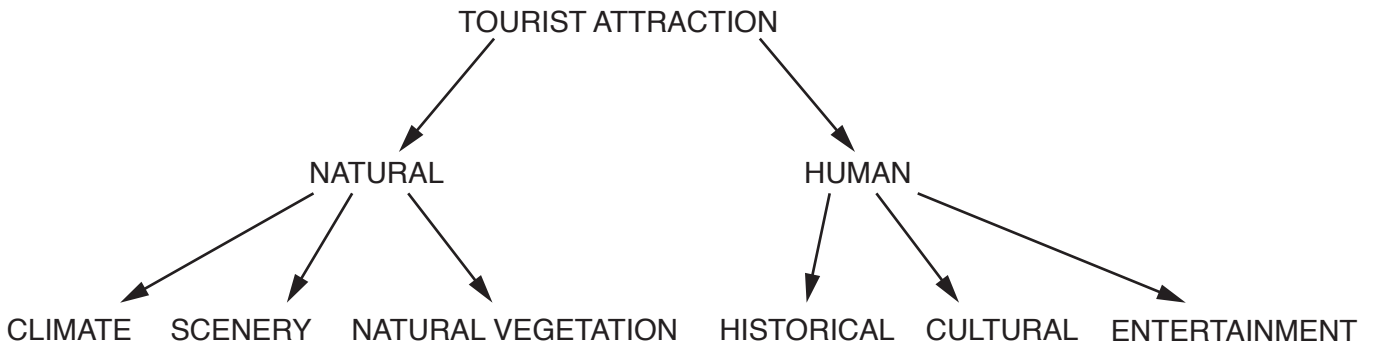 TOURIST ATTRACTION
NATURAL HUMAN
CLIMATE SCENERY NATURAL VEGETATION HISTORICAL CULTURAL ENTERTAINMENT